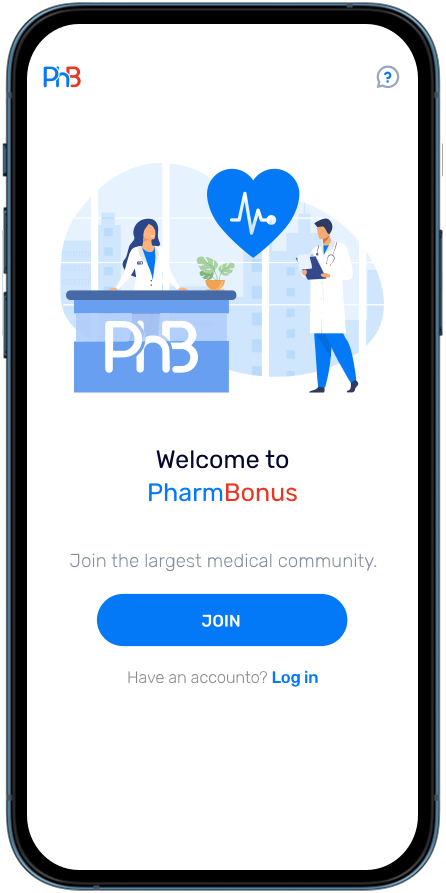 PhB
PhB
Welcome to
PharmBonus
Join the largest medical community.
JOIN
Have an accounto? Log in